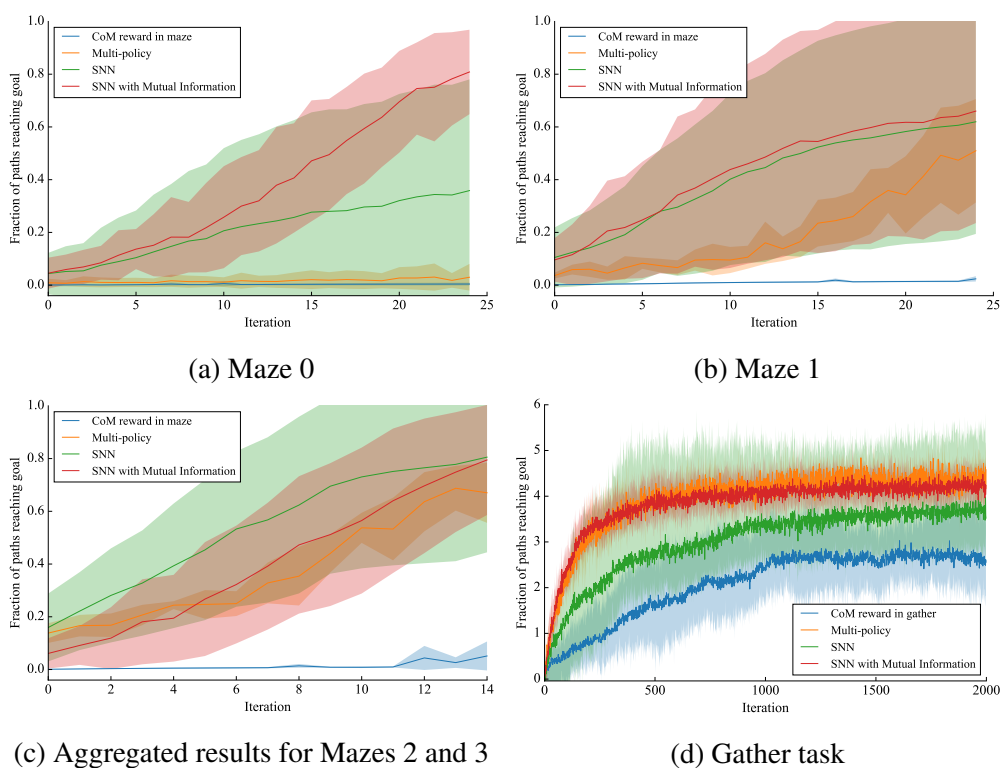 1.0
0.8
0.6
0.4
0.2
0.0
Fraction of paths reaching goal
CoM reward in maze
Multi-policy
SNN
SNN with Mutual Information
0 5 10 15 20 25
Iteration
(a) Maze 0
1.0
0.8
0.6
0.4
0.2
0.0
Fraction of paths reaching goal
CoM reward in maze
Multi-policy
SNN
SNN with Mutual Information
0 5 10 15 20 25
Iteration
(b) Maze 1
1.0
0.8
0.6
0.4
0.2
0.0
Fraction of paths reaching goal
CoM reward in maze
Multi-policy
SNN
SNN with Mutual Information
0 2 4 6 8 10 12 14
Iteration
(c) Aggregated results for Mazes 2 and 3
6
5
4
3
2
1
0
Fraction of paths reaching goal
CoM reward in gather
Multi-policy
SNN
SNN with Mutual Information
0 500 1000 1500 2000
Iteration
(d) Gather task